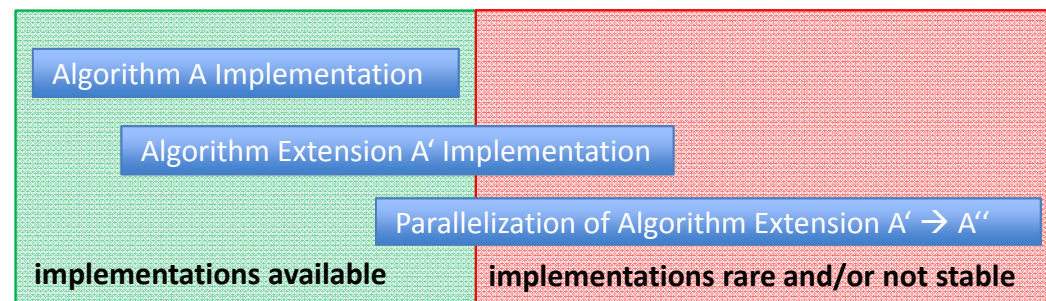 Algorithm A Implementation
Algorithm Extension A‘ Implementation
Parallelization of Algorithm Extension A‘ → A‘‘
implementations available
implementations rare and/or not stable